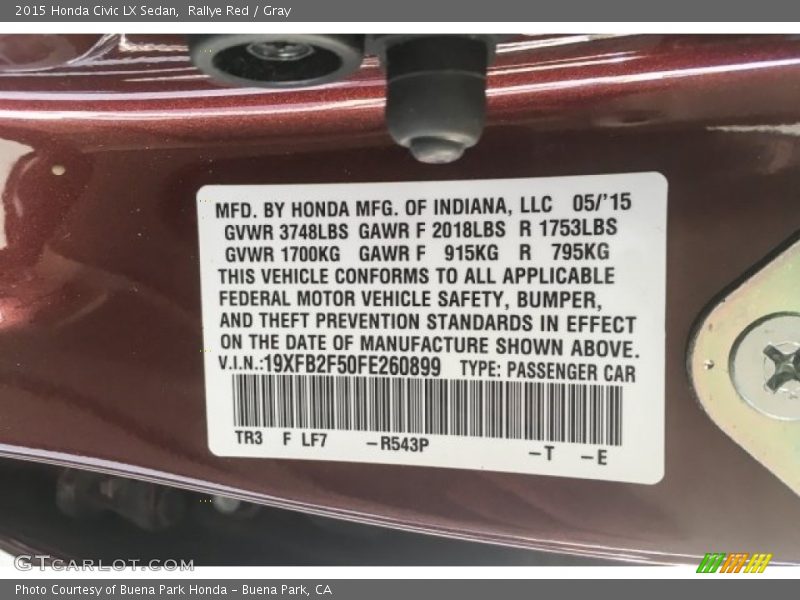 2015 Honda Civic LX Sedan, Rallye Red / Gray
MFD. BY HONDA MFG. OF INDIANA, LLC 05/'15
GVWR 3748LBS GAWR F 2018LBS R 1753LBS
GVWR 1700KG GAWR F 915KG R 795KG
THIS VEHICLE CONFORMS TO ALL APPLICABLE
FEDERAL MOTOR VEHICLE SAFETY, BUMPER,
AND THEFT PREVENTION STANDARDS IN EFFECT
ON THE DATE OF MANUFACTURE SHOWN ABOVE.
V.I.N.:19XFB2F50FE260899 TYPE: PASSENGER CAR
TR3 F LF7 –R543P –T –E
GTCARLOT.COM
Photo Courtesy of Buena Park Honda - Buena Park, CA